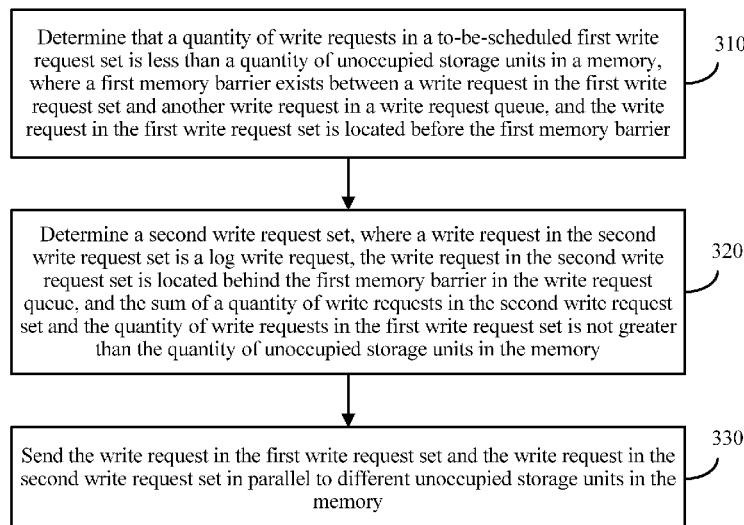 Determine that a quantity of write requests in a to-be-scheduled first write
request set is less than a quantity of unoccupied storage units in a memory,
where a first memory barrier exists between a write request in the first write
request set and another write request in a write request queue, and the write
request in the first write request set is located before the first memory barrier
310
Determine a second write request set, where a write request in the second
write request set is a log write request, the write request in the second write
request set is located behind the first memory barrier in the write request
queue, and the sum of a quantity of write requests in the second write request
set and the quantity of write requests in the first write request set is not greater
than the quantity of unoccupied storage units in the memory
320
Send the write request in the first write request set and the write request in the
second write request set in parallel to different unoccupied storage units in the
memory
330